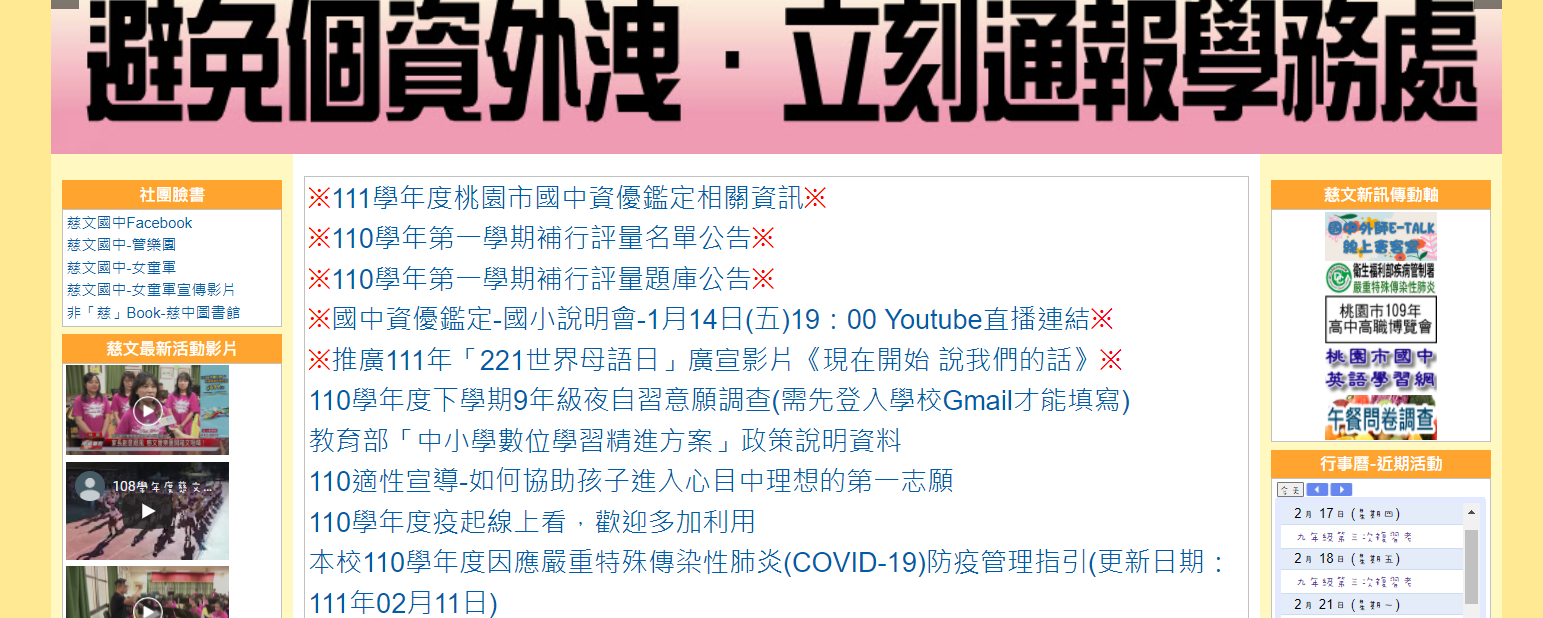 避免個資外洩．立刻通報學務處
社團臉書
慈文國中Facebook
慈文國中-管樂團
慈文國中-女童軍
慈文國中-女童軍宣傳影片
非「慈」Book-慈中圖書館
慈文最新活動影片
108學年度慈文...
※111學年度桃園市國中資優鑑定相關資訊※
※110學年第一學期補行評量名單公告※
※110學年第一學期補行評量題庫公告※
※國中資優鑑定-國小說明會-1月14日(五)19：00 Youtube直播連結※
※推廣111年「221世界母語日」廣宣影片《現在開始 說我們的話》※
110學年度下學期9年級夜自習意願調查(需先登入學校Gmail才能填寫)
教育部「中小學數位學習精進方案」政策說明資料
110適性宣導-如何協助孩子進入心目中理想的第一志願
110學年度疫起線上看，歡迎多加利用
本校110學年度因應嚴重特殊傳染性肺炎(COVID-19)防疫管理指引(更新日期：
111年02月11日)
慈文新訊傳動軸
國中外師E-TALK
線上客客室
衛生福利部疾病管制署
嚴重特殊傳染性肺炎
桃園市109年
高中高職博覽會
桃園市國中
英語學習網
午餐問卷調查
行事曆-近期活動
今天
2月 17日 (星期四)
九年級第三次複習考
2月 18日 (星期五)
九年級第三次複習考
2月 21日 (星期一)